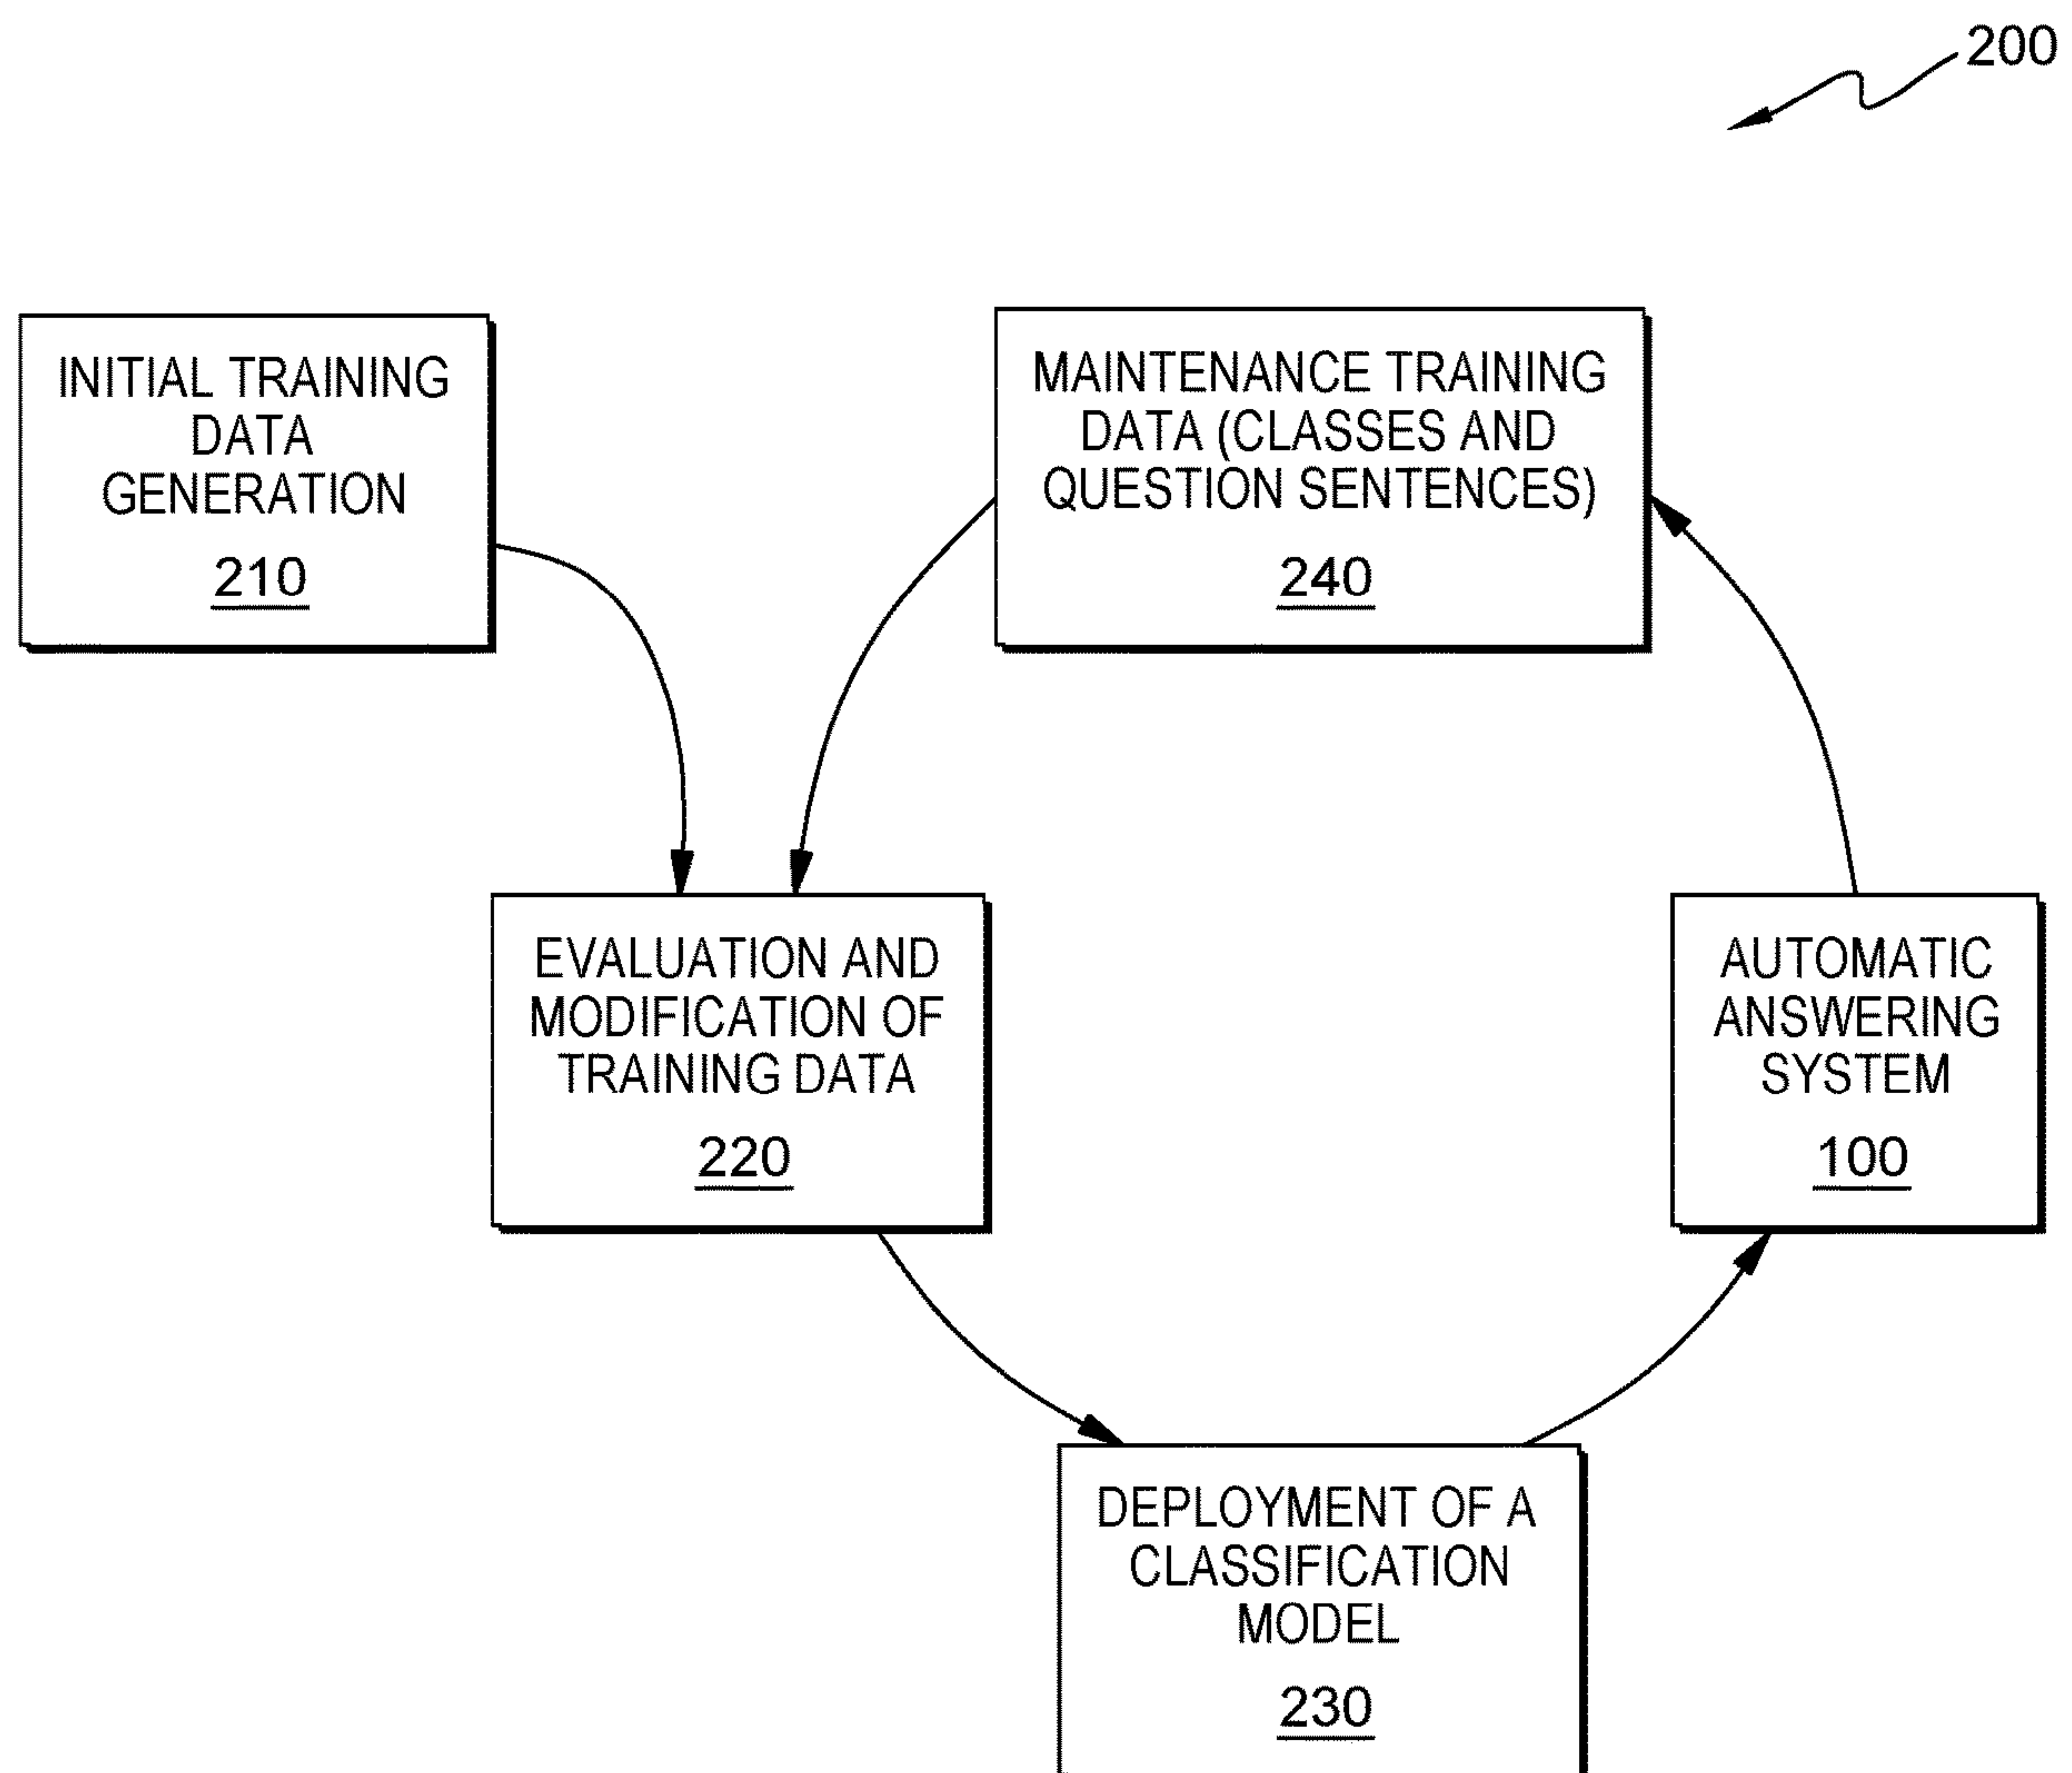 200
INITIAL TRAINING
DATA
GENERATION
210
MAINTENANCE TRAINING
DATA (CLASSES AND
QUESTION SENTENCES)
240
EVALUATION AND
MODIFICATION OF
TRAINING DATA
220
AUTOMATIC
ANSWERING
SYSTEM
100
DEPLOYMENT OF A
CLASSIFICATION
MODEL
230